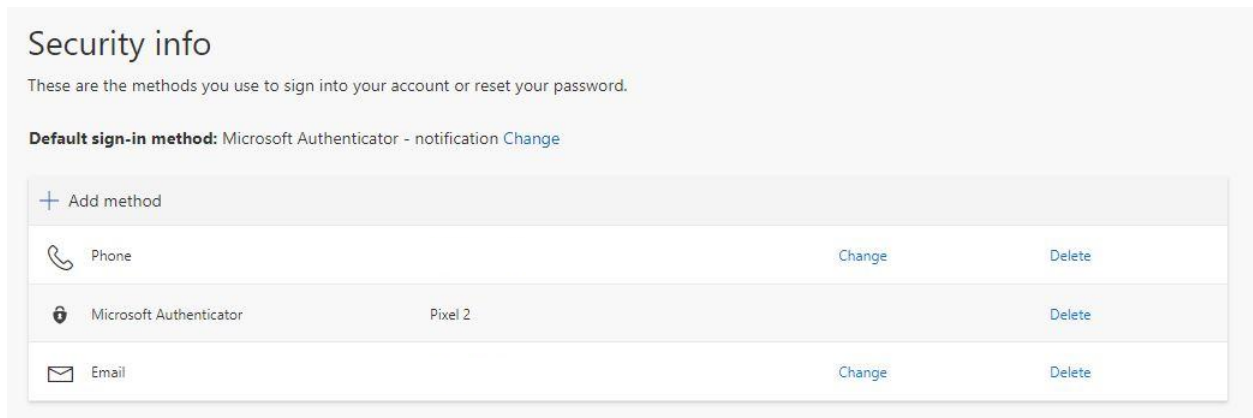 Security info
These are the methods you use to sign into your account or reset your password.
Default sign-in method: Microsoft Authenticator - notification Change
Add method
Phone Change Delete
Microsoft Authenticator Pixel 2 Delete
Email Change Delete